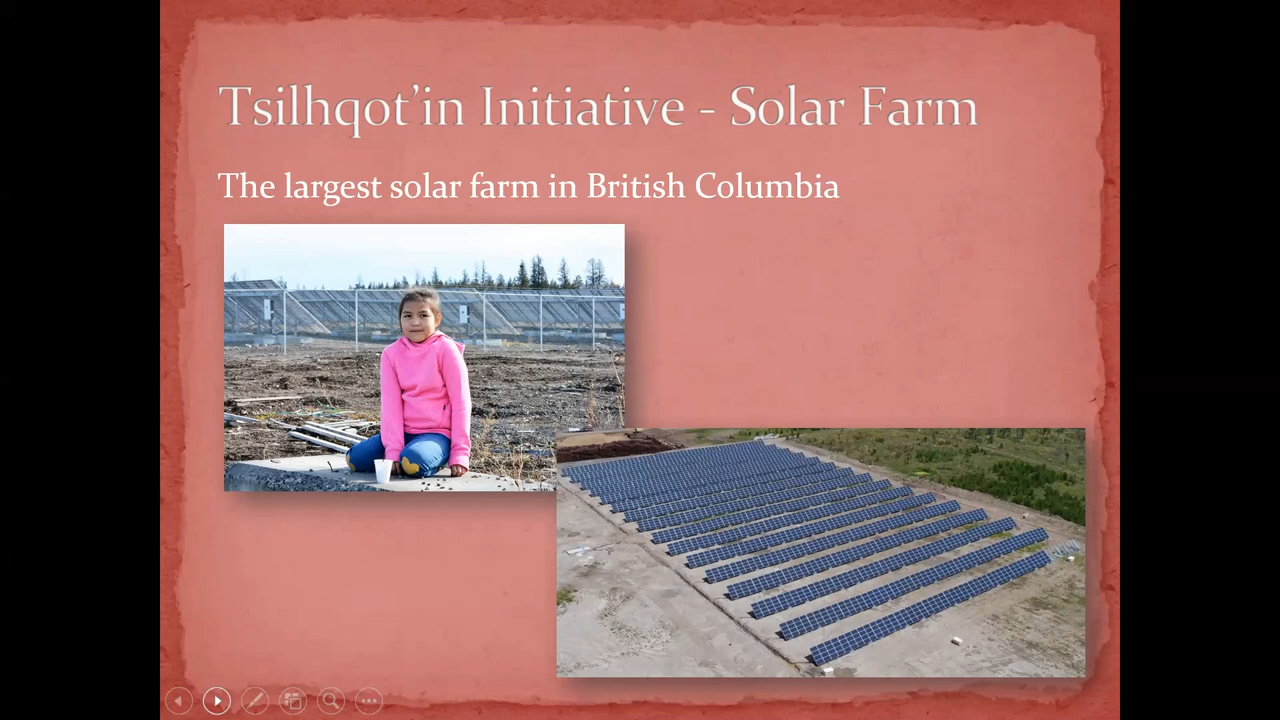 Tsilhqot’in Initiative - Solar Farm
The largest solar farm in British Columbia